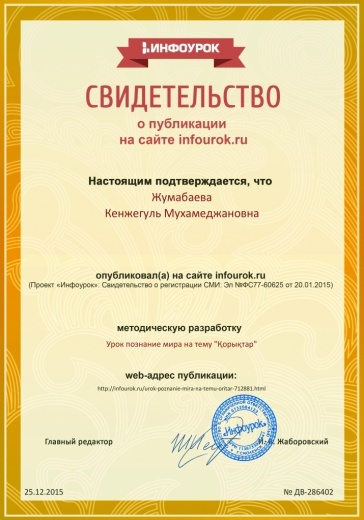 ИНФОУРОК
СВИДЕТЕЛЬСТВО
о публикации
на сайте infourok.ru
Настоящим подтверждается, что
Жумабаева
Кенжегуль Мухамеджановна
опубликовал(а) на сайте infourok.ru
(Проект «Инфоурок»: Свидетельство о регистрации СМИ: Эл №ФС77-60625 от 20.01.2015)
методическую разработку
Урок познание мира на тему "Қорықтар"
web-адрес публикации:
http://infourok.ru/urok-poznanie-mira-na-temu-oritar-712881.html
Главный редактор
Инфоурок
И. В. Жаборовский
25.12.2015
№ ДВ-286402